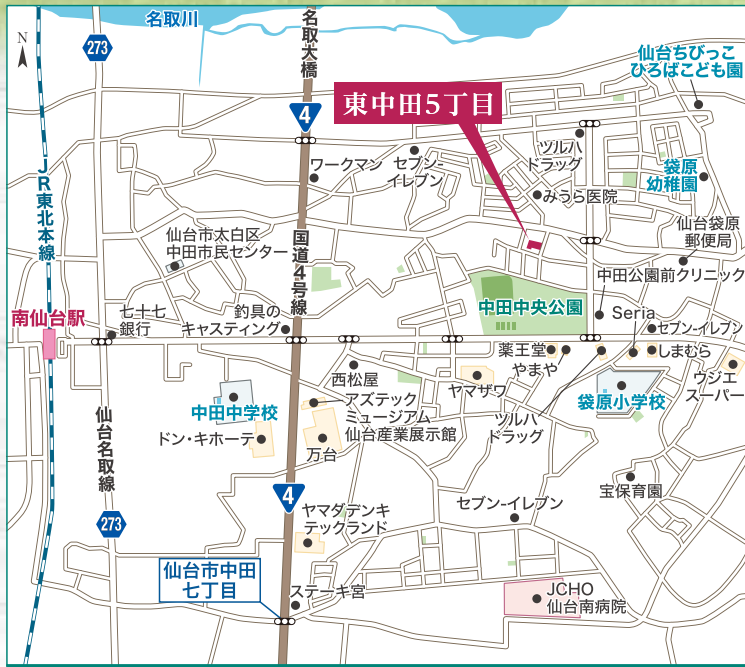 名取川
名取大橋
N
273
仙台ちびっこ
ひろばこども園
4
東中田5丁目
ワークマン
セブン-
イレブン
ツルハ
ドラッグ
袋原
幼稚園
みうら医院
JR東北本線
仙台市太白区
中田市民センター
国道4号線
仙台袋原
郵便局
中田公園前クリニック
中田中央公園
南仙台駅
七十七
銀行
釣具の
キャスティング
Seria
セブン-イレブン
薬王堂
やまや
しまむら
西松屋
ヤマザワ
ウジエ
スーパー
中田中学校
アズテック
ミュージアム
仙台産業展示館
ツルハ
ドラッグ
袋原小学校
仙台名取線
ドン・キホーテ
万台
4
273
セブン-イレブン
宝保育園
ヤマダデンキ
テックランド
仙台市中田
七丁目
ステーキ宮
JCHO
仙台南病院